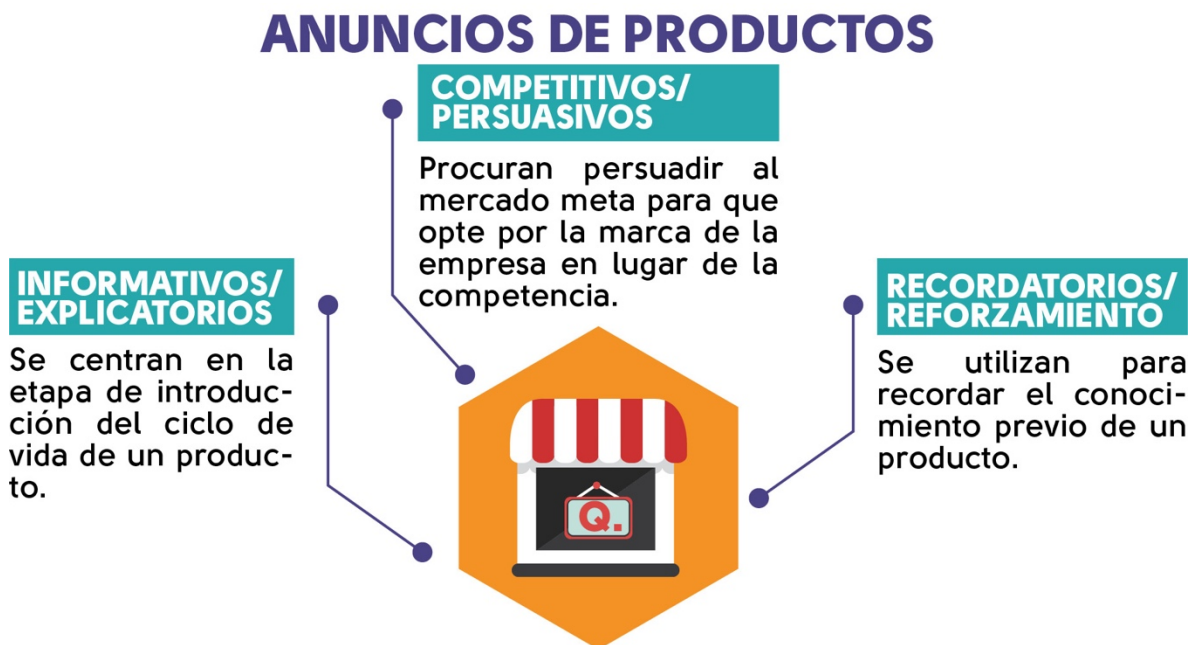 ANUNCIOS DE PRODUCTOS
COMPETITIVOS/
PERSUASIVOS
Procuran persuadir al
mercado meta para que
opte por la marca de la
empresa en lugar de la
competencia.
INFORMATIVOS/
EXPLICATORIOS
Se centran en la
etapa de introduc-
ción del ciclo de
vida de un produc-
to.
RECORDATORIOS/
REFORZAMIENTO
Se utilizan para
recordar el conoci-
miento previo de un
producto.
Q.